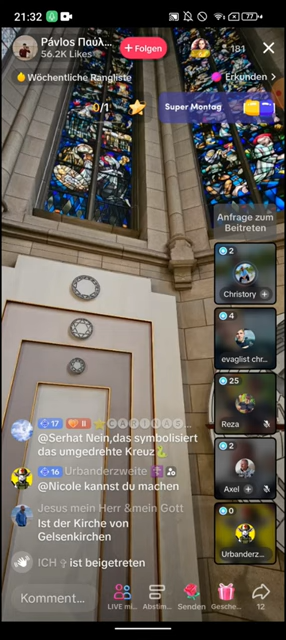 21:32
77
Pávlos Παύλ...
56.2K Likes
+ Folgen
181
Wöchentliche Rangliste
Erkunden >
0/1
Super Montag
Anfrage zum
Beitreten
2
Christory +
4
evaglist chr...
25
Reza
2
Axel +
0
Urbanderz...
17 II
@Serhat Nein,das symbolisiert
das umgedrehte Kreuz
16 Urbanderzweite
@Nicole kannst du machen
Jesus mein Herr &mein Gott
Ist der Kirche von
Gelsenkirchen
ICH ist beigetreten
Komment...
LIVE mi...
Abstim...
Senden
Gesche...
12